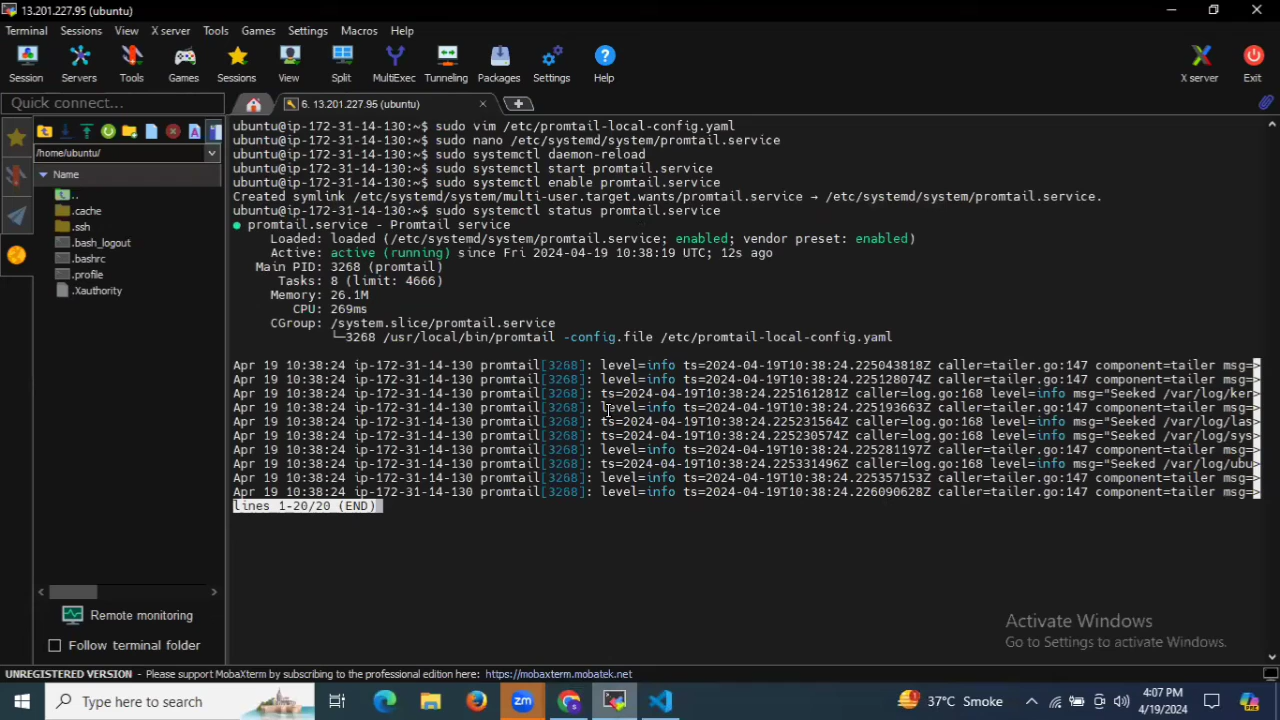 13.201.227.95 (ubuntu)
Terminal Sessions View X server Tools Games Settings Macros Help
Session Servers Tools Games Sessions View Split MultiExec Tunneling Packages Settings Help X server Exit
Quick connect...
6. 13.201.227.95 (ubuntu)
/home/ubuntu/
Name
..
.cache
.ssh
.bash_logout
.bashrc
.profile
.Xauthority
Remote monitoring
Follow terminal folder
ubuntu@ip-172-31-14-130:~$ sudo vim /etc/promtail-local-config.yaml
ubuntu@ip-172-31-14-130:~$ sudo nano /etc/systemd/system/promtail.service
ubuntu@ip-172-31-14-130:~$ sudo systemctl daemon-reload
ubuntu@ip-172-31-14-130:~$ sudo systemctl start promtail.service
ubuntu@ip-172-31-14-130:~$ sudo systemctl enable promtail.service
Created symlink /etc/systemd/system/multi-user.target.wants/promtail.service → /etc/systemd/system/promtail.service.
ubuntu@ip-172-31-14-130:~$ sudo systemctl status promtail.service
● promtail.service - Promtail service
Loaded: loaded (/etc/systemd/system/promtail.service; enabled; vendor preset: enabled)
Active: active (running) since Fri 2024-04-19 10:38:19 UTC; 12s ago
Main PID: 3268 (promtail)
Tasks: 8 (limit: 4666)
Memory: 26.1M
CPU: 269ms
CGroup: /system.slice/promtail.service
└─3268 /usr/local/bin/promtail -config.file /etc/promtail-local-config.yaml
Apr 19 10:38:24 ip-172-31-14-130 promtail[3268]: level=info ts=2024-04-19T10:38:24.225043818Z caller=tailer.go:147 component=tailer msg=>
Apr 19 10:38:24 ip-172-31-14-130 promtail[3268]: level=info ts=2024-04-19T10:38:24.225128074Z caller=tailer.go:147 component=tailer msg=>
Apr 19 10:38:24 ip-172-31-14-130 promtail[3268]: ts=2024-04-19T10:38:24.225161281Z caller=log.go:168 level=info msg="Seeked /var/log/ker>
Apr 19 10:38:24 ip-172-31-14-130 promtail[3268]: level=info ts=2024-04-19T10:38:24.225193663Z caller=tailer.go:147 component=tailer msg=>
Apr 19 10:38:24 ip-172-31-14-130 promtail[3268]: ts=2024-04-19T10:38:24.225231564Z caller=log.go:168 level=info msg="Seeked /var/log/las>
Apr 19 10:38:24 ip-172-31-14-130 promtail[3268]: ts=2024-04-19T10:38:24.225230574Z caller=log.go:168 level=info msg="Seeked /var/log/sys>
Apr 19 10:38:24 ip-172-31-14-130 promtail[3268]: level=info ts=2024-04-19T10:38:24.225281197Z caller=tailer.go:147 component=tailer msg=>
Apr 19 10:38:24 ip-172-31-14-130 promtail[3268]: ts=2024-04-19T10:38:24.225331496Z caller=log.go:168 level=info msg="Seeked /var/log/ubu>
Apr 19 10:38:24 ip-172-31-14-130 promtail[3268]: level=info ts=2024-04-19T10:38:24.225357153Z caller=tailer.go:147 component=tailer msg=>
Apr 19 10:38:24 ip-172-31-14-130 promtail[3268]: level=info ts=2024-04-19T10:38:24.226090628Z caller=tailer.go:147 component=tailer msg=>
lines 1-20/20 (END)
Activate Windows
Go to Settings to activate Windows.
UNREGISTERED VERSION - Please support MobaXterm by subscribing to the professional edition here: https://mobaxterm.mobatek.net
Type here to search
zm
37°C Smoke
4:07 PM
4/19/2024
PRE